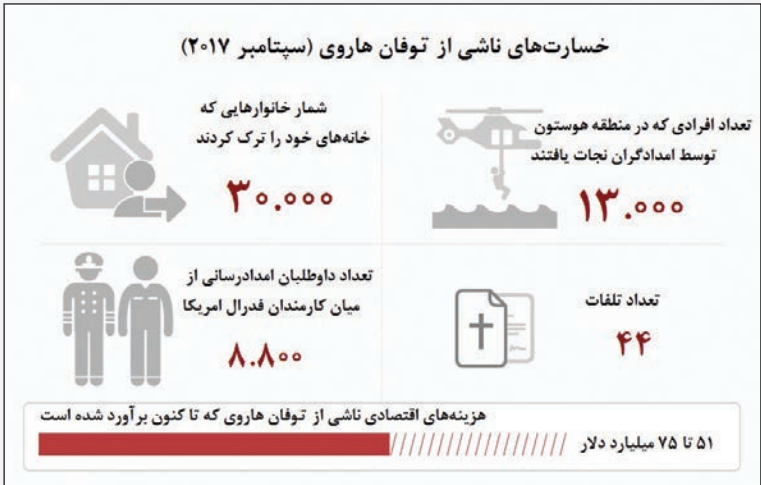 خسارت‌های ناشی از توفان هاروی (سپتامبر ۲۰۱۷)
تعداد افرادی که در منطقه هوستون
توسط امدادگران نجات یافتند
۱۳.۰۰۰
شمار خانوارهایی که
خانه‌های خود را ترک کردند
۳۰.۰۰۰
تعداد تلفات
۴۴
تعداد داوطلبان امدادرسانی از
میان کارمندان فدرال امریکا
۸.۸۰۰
هزینه‌های اقتصادی ناشی از توفان هاروی که تا کنون برآورد شده است
۵۱ تا ۷۵ میلیارد دلار